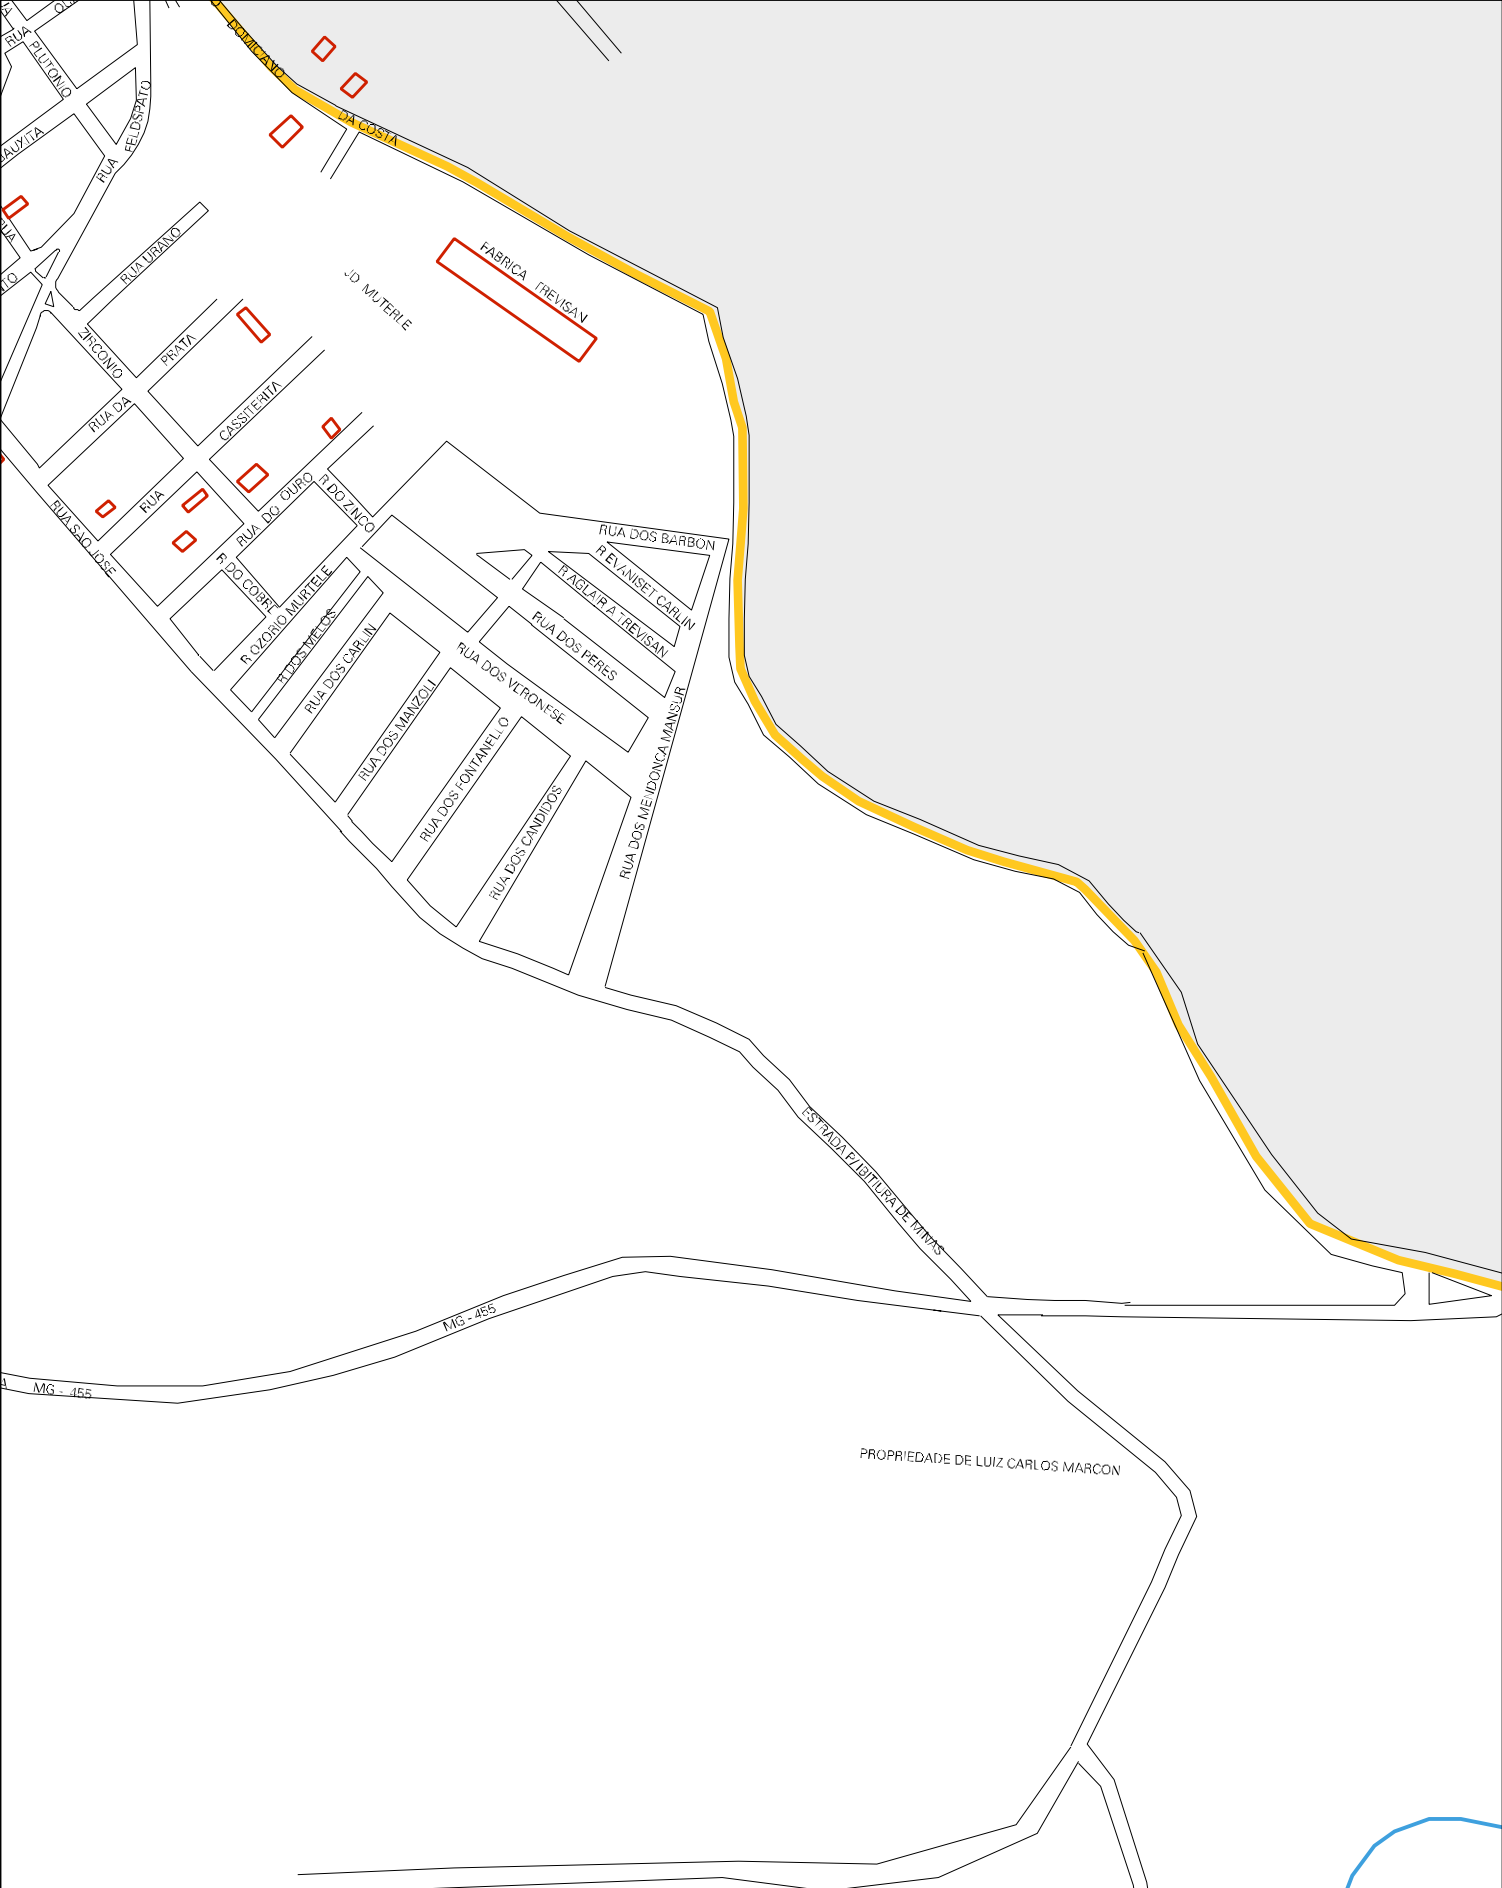 RUA
PLUTONIO
DOMICIANO
DA COSTA
FELDSPATO
RUA
RUA URANO
FABRICA TREVISAN
JD. MUTERLE
ZIRCONIO
PRATA
RUA DA
CASSITERITA
RUA
RUA DO OURO
R DO ZINCO
RUA SAO JOSE
R DO COBRE
RUA DOS BARBON
R EVANISET CARLIN
R AGLAIR A TREVISAN
RUA DOS PERES
R OZORIO MURTELE
R DOS MELOS
RUA DOS CARLIN
RUA DOS VERONESE
RUA DOS MANZOLI
RUA DOS FONTANELLO
RUA DOS CANDIDOS
RUA DOS MENDONCA MANSUR
ESTRADA P/ IBITIURA DE MINAS
MG - 455
MG - 455
PROPRIEDADE DE LUIZ CARLOS MARCON